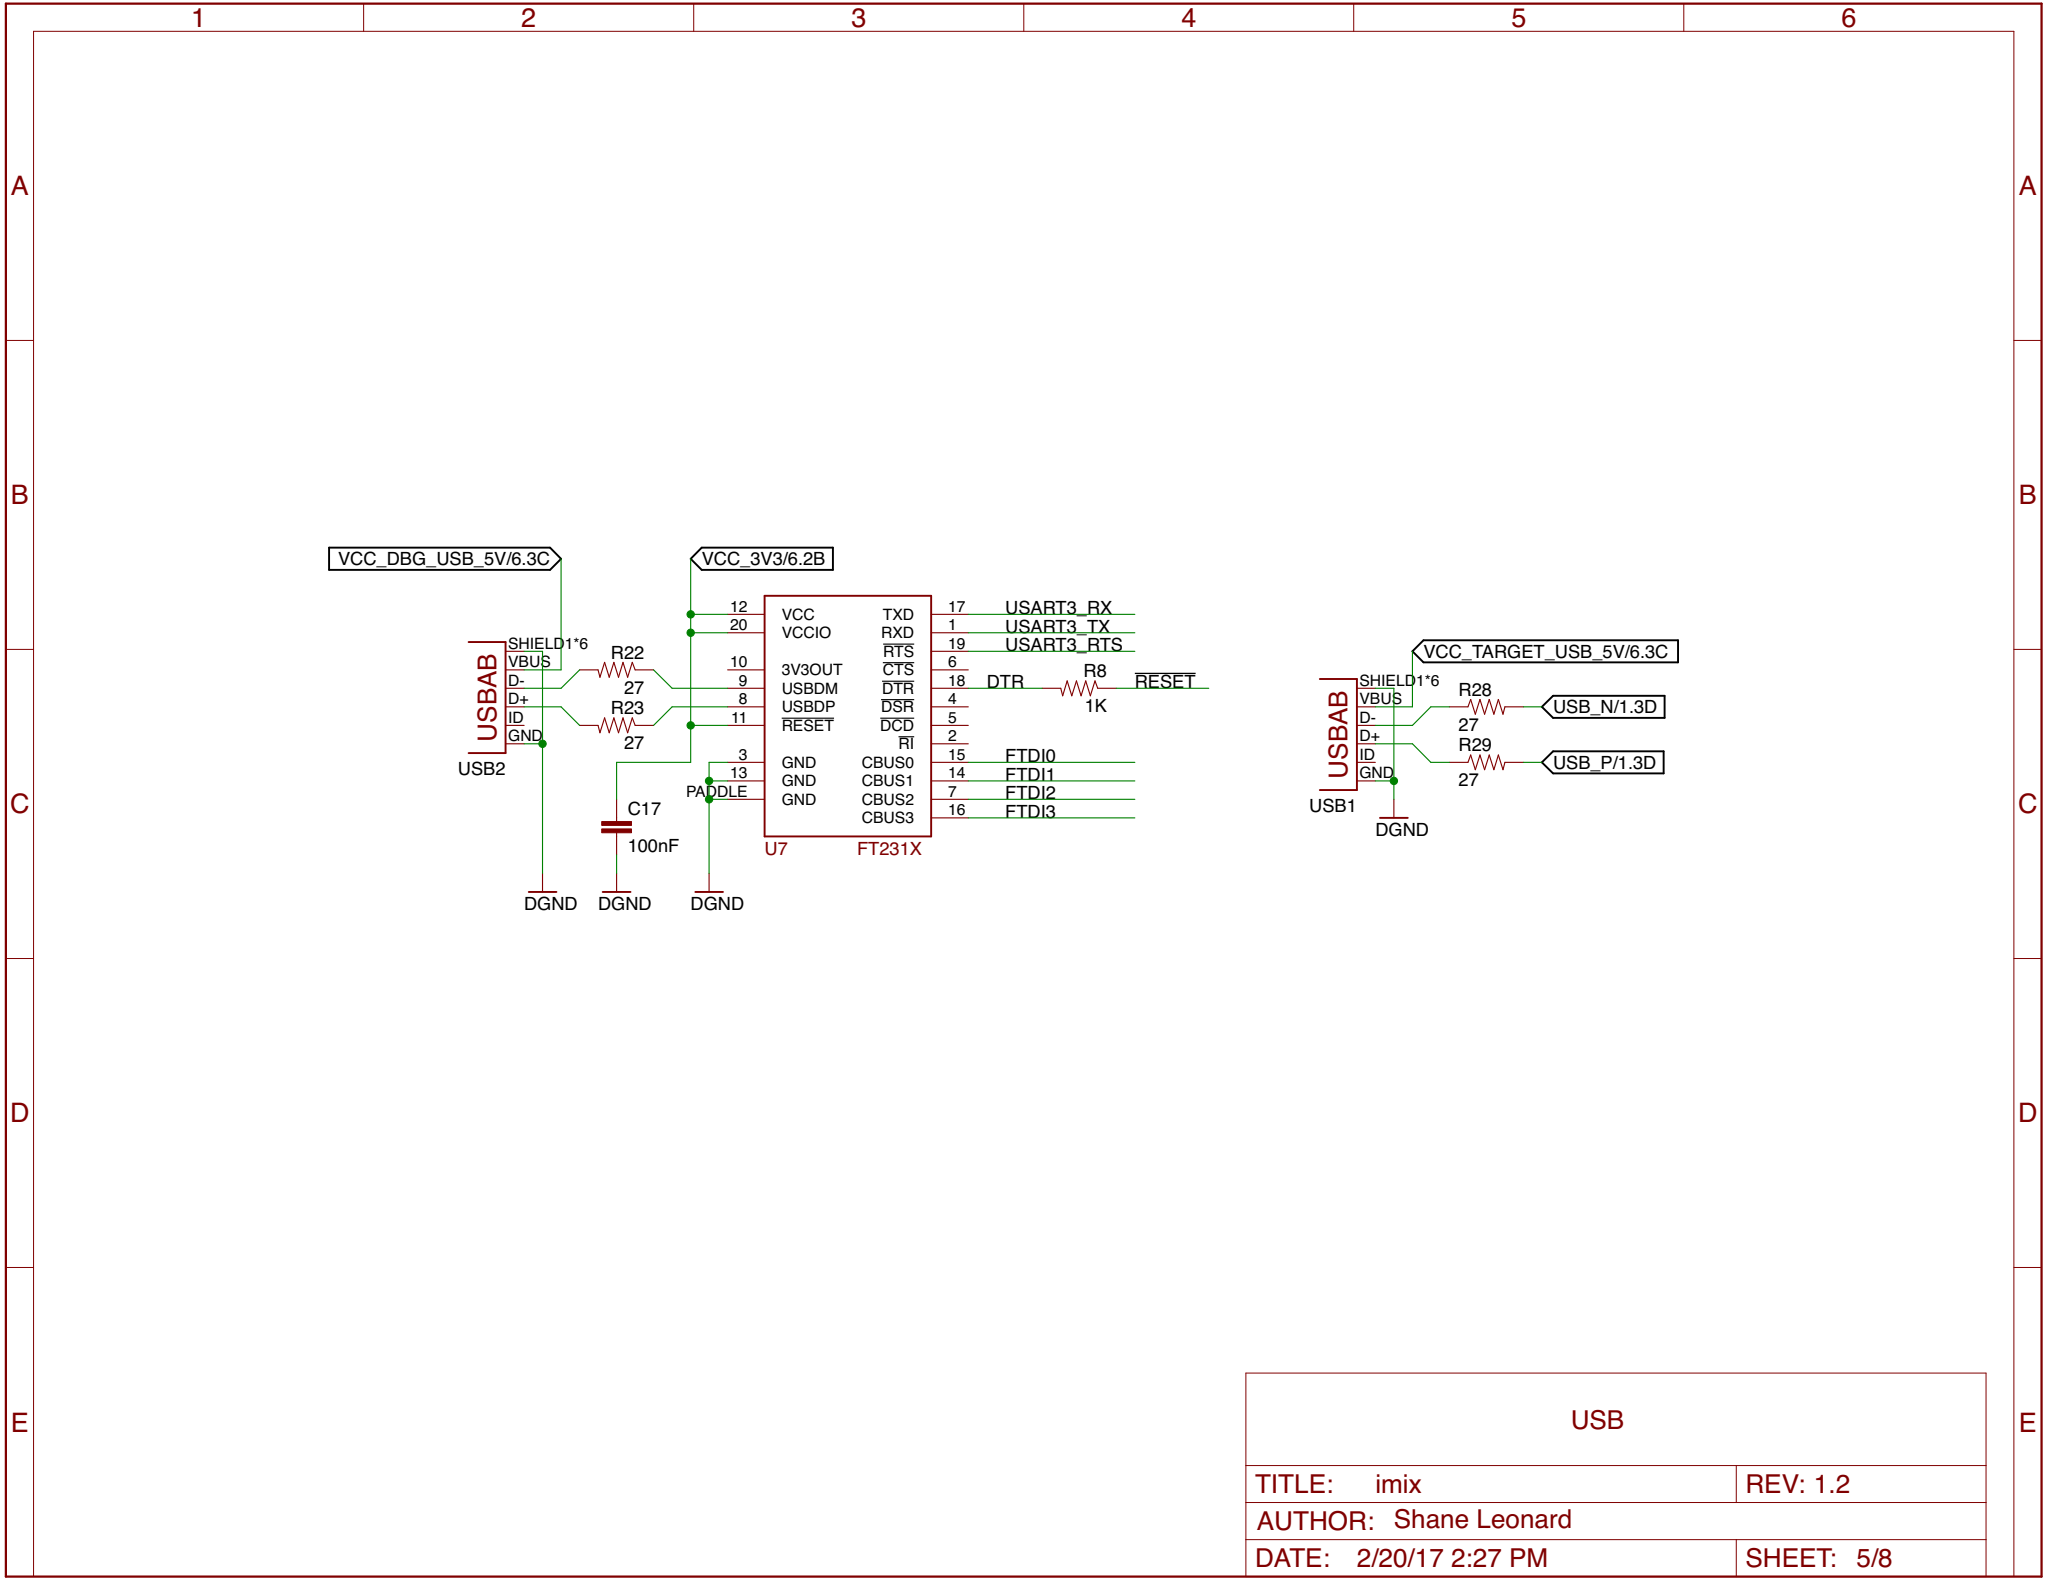 1 2 3 4 5 6
A A
B B
C C
D D
E E
VCC_DBG_USB_5V/6.3C
VCC_3V3/6.2B
USBAB
SHIELD1*6
VBUS
D-
D+
ID
GND
USB2
R22
27
R23
27
C17
100nF
DGND
DGND
DGND
12 VCC
20 VCCIO
10 3V3OUT
9 USBDM
8 USBDP
11 RESET
3 GND
13 GND
PADDLE GND
TXD 17 USART3_RX
RXD 1 USART3_TX
RTS 19 USART3_RTS
CTS 6
DTR 18 DTR
DSR 4
DCD 5
RI 2
CBUS0 15 FTDI0
CBUS1 14 FTDI1
CBUS2 7 FTDI2
CBUS3 16 FTDI3
U7 FT231X
R8
1K
RESET
VCC_TARGET_USB_5V/6.3C
USBAB
SHIELD1*6
VBUS
D-
D+
ID
GND
USB1
DGND
R28
27
R29
27
USB_N/1.3D
USB_P/1.3D
USB
TITLE: imix
REV: 1.2
AUTHOR: Shane Leonard
DATE: 2/20/17 2:27 PM
SHEET: 5/8